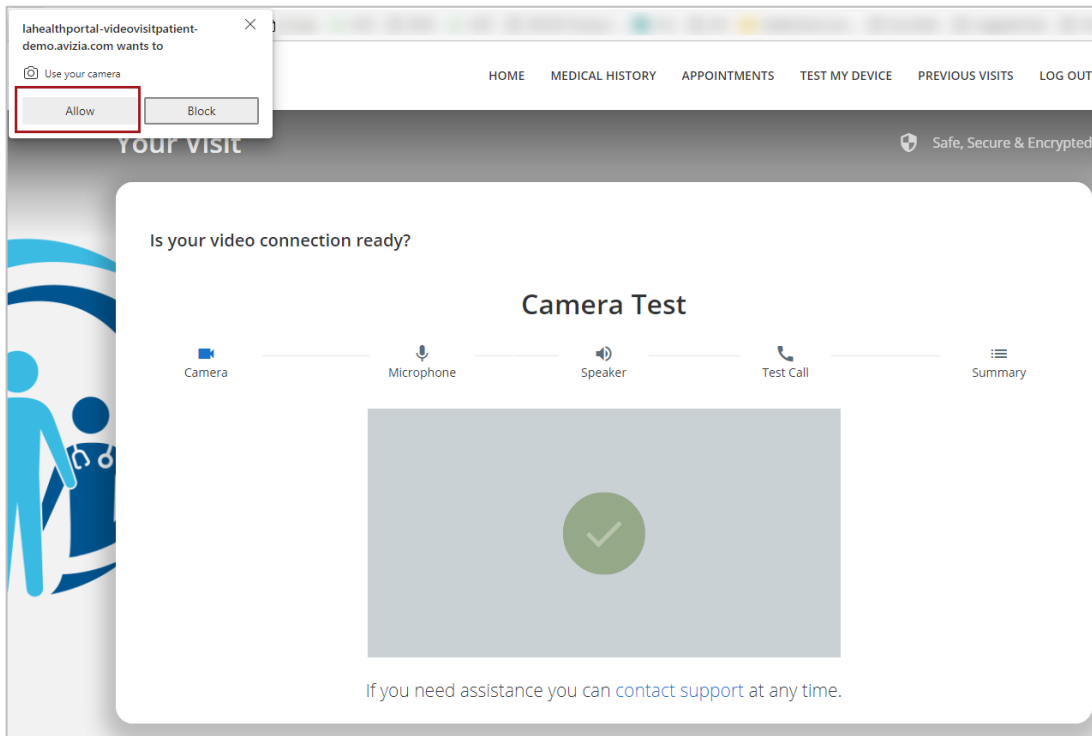 lahealthportal-videovisitpatient-
demo.avizia.com wants to
Use your camera
Allow Block
HOME MEDICAL HISTORY APPOINTMENTS TEST MY DEVICE PREVIOUS VISITS LOG OUT
Your Visit Safe, Secure & Encrypted
Is your video connection ready?
Camera Test
Camera Microphone Speaker Test Call Summary
If you need assistance you can contact support at any time.